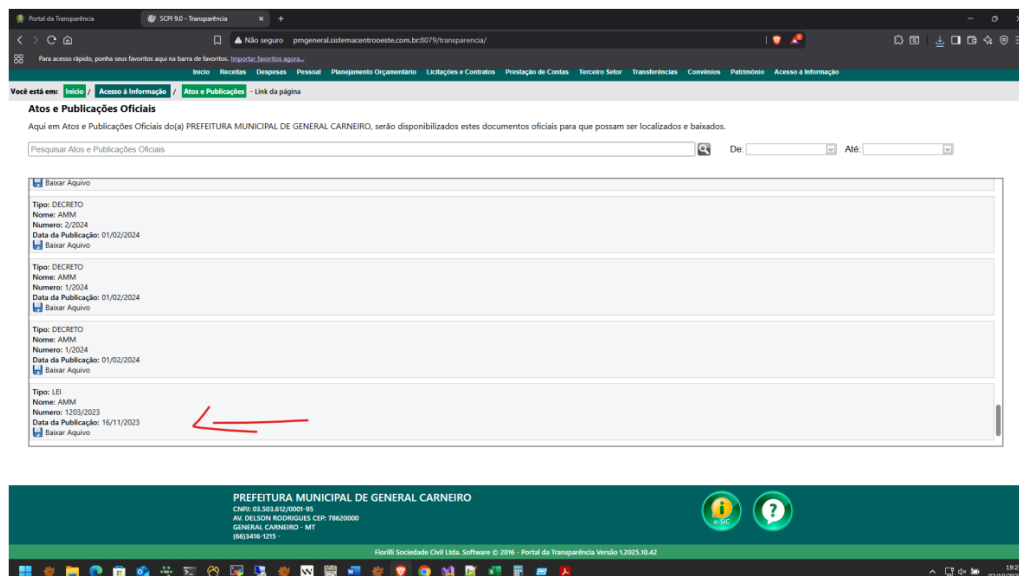 Portal da Transparência
SCPI 9.0 - Transparência
Não seguro pmgeneral.sistemacentrooeste.com.br:8079/transparencia/
Para acesso rápido, ponha seus favoritos aqui na barra de favoritos. Importar favoritos agora...
Início Receitas Despesas Pessoal Planejamento Orçamentário Licitações e Contratos Prestação de Contas Terceiro Setor Transferências Convênios Patrimônio Acesso à Informação
Você está em: Início / Acesso à Informação / Atos e Publicações - Link da página
Atos e Publicações Oficiais
Aqui em Atos e Publicações Oficiais do(a) PREFEITURA MUNICIPAL DE GENERAL CARNEIRO, serão disponibilizados estes documentos oficiais para que possam ser localizados e baixados.
Pesquisar Atos e Publicações Oficiais De: Até:
Baixar Aquivo
Tipo: DECRETO
Nome: AMM
Numero: 2/2024
Data da Publicação: 01/02/2024
Baixar Aquivo
Tipo: DECRETO
Nome: AMM
Numero: 1/2024
Data da Publicação: 01/02/2024
Baixar Aquivo
Tipo: DECRETO
Nome: AMM
Numero: 1/2024
Data da Publicação: 01/02/2024
Baixar Aquivo
Tipo: LEI
Nome: AMM
Numero: 1203/2023
Data da Publicação: 16/11/2023
Baixar Aquivo
PREFEITURA MUNICIPAL DE GENERAL CARNEIRO
CNPJ: 03.503.612/0001-95
AV. DELSON RODRIGUES CEP: 78620000
GENERAL CARNEIRO - MT
(66)3416-1215 -
e-SIC
Fiorilli Sociedade Civil Ltda. Software © 2016 - Portal da Transparência Versão 1.2025.10.42